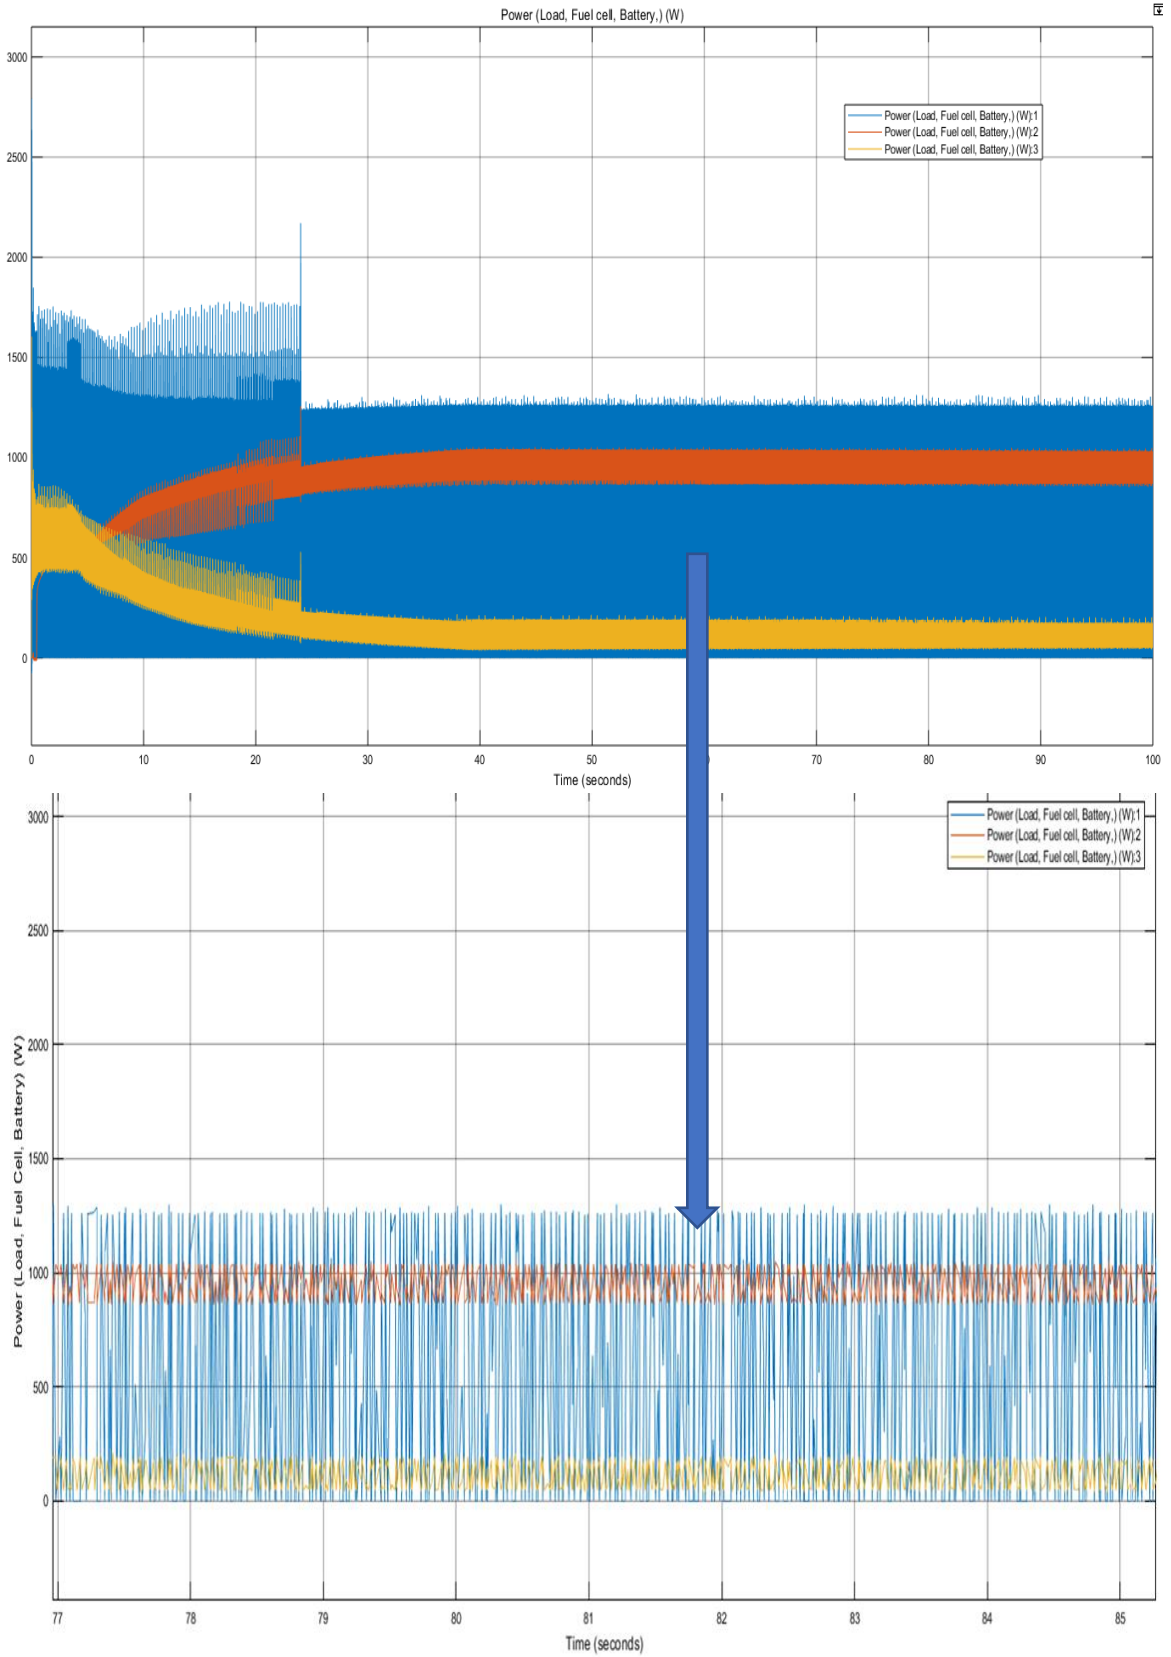 Power (Load, Fuel cell, Battery,) (W)
3000
2500
2000
1500
1000
500
0
Power (Load, Fuel cell, Battery,) (W):1
Power (Load, Fuel cell, Battery,) (W):2
Power (Load, Fuel cell, Battery,) (W):3
0 10 20 30 40 50 70 80 90 100
Time (seconds)
Power (Load, Fuel Cell, Battery) (W)
3000
2500
2000
1500
1000
500
0
Power (Load, Fuel cell, Battery,) (W):1
Power (Load, Fuel cell, Battery,) (W):2
Power (Load, Fuel cell, Battery,) (W):3
77 78 79 80 81 82 83 84 85
Time (seconds)